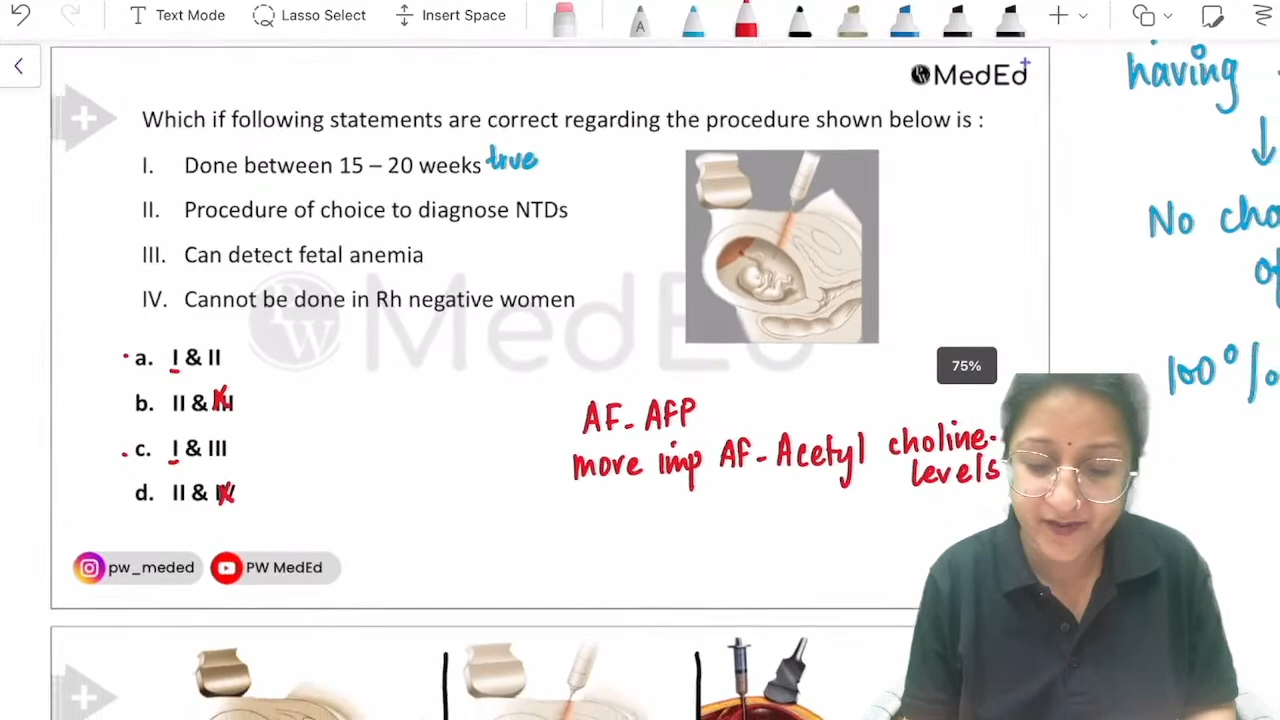 Text Mode
Lasso Select
Insert Space
A
MedEd
having
Which if following statements are correct regarding the procedure shown below is :
I. Done between 15 – 20 weeks true
II. Procedure of choice to diagnose NTDs
III. Can detect fetal anemia
IV. Cannot be done in Rh negative women
No cho
of
MedEd
a. I & II
b. II & III
c. I & III
d. II & IV
75%
100%
AF-AFP
more imp AF-Acetyl choline-
levels
pw_meded
PW MedEd